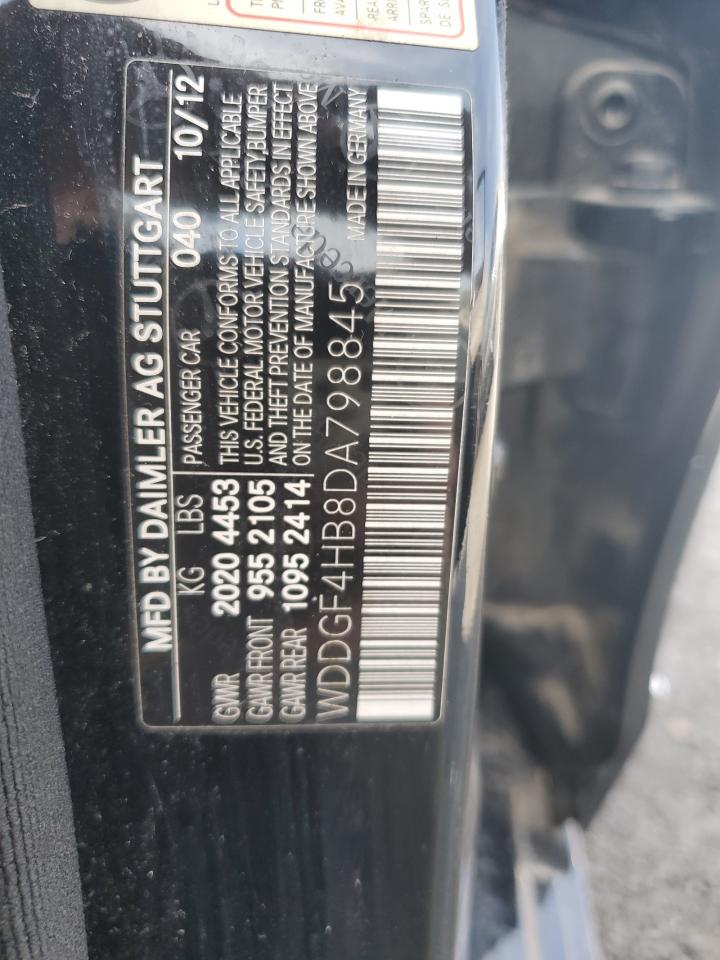 MFD BY DAIMLER AG STUTTGART
KG LBS PASSENGER CAR 040 10/12
GVWR 2020 4453 THIS VEHICLE CONFORMS TO ALL APPLICABLE
GAWR FRONT 955 2105 U.S. FEDERAL MOTOR VEHICLE SAFETY,BUMPER
GAWR REAR 1095 2414 AND THEFT PREVENTION STANDARDS IN EFFECT
ON THE DATE OF MANUFACTURE SHOWN ABOVE
WDDGF4HB8DA798845 MADE IN GERMANY